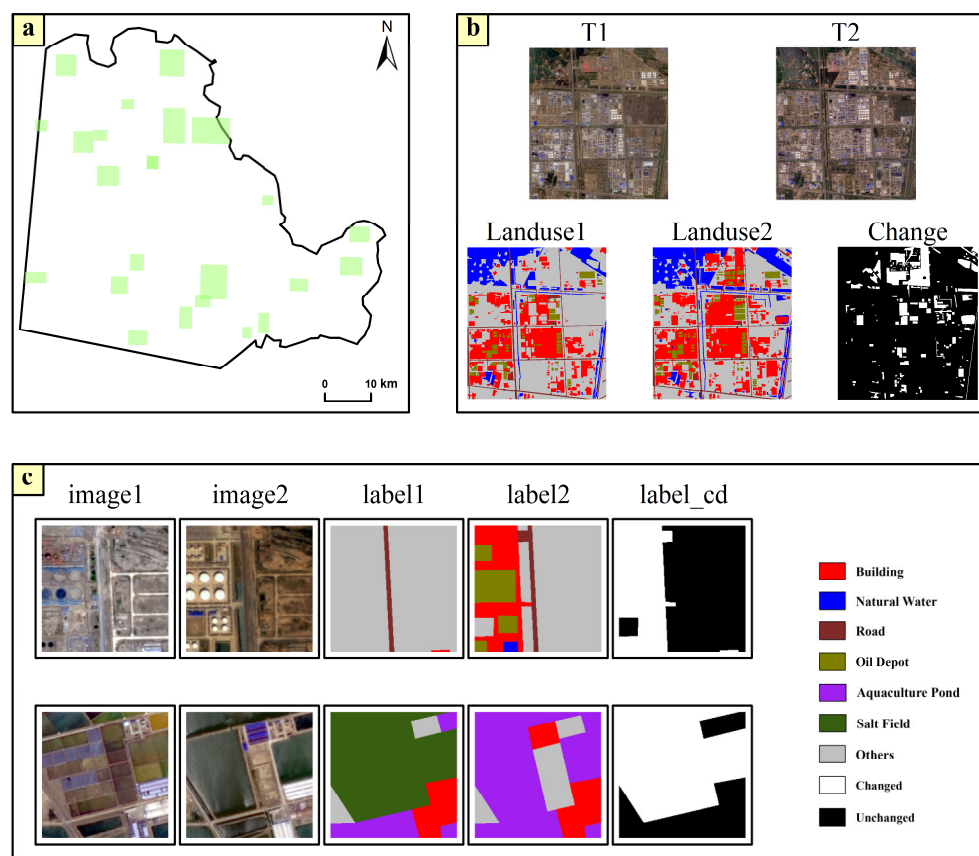 a
N
0 10 km
b
T1 T2
Landuse1 Landuse2 Change
c
image1 image2 label1 label2 label_cd
Building
Natural Water
Road
Oil Depot
Aquaculture Pond
Salt Field
Others
Changed
Unchanged